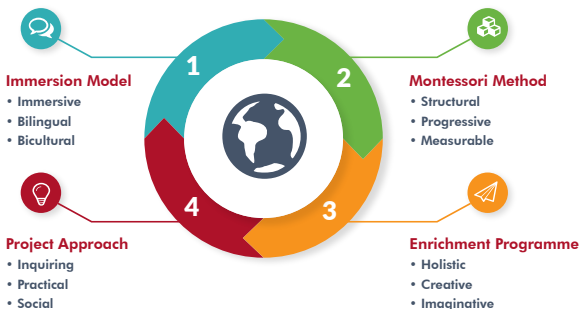 1
Immersion Model
• Immersive
• Bilingual
• Bicultural
2
Montessori Method
• Structural
• Progressive
• Measurable
3
Enrichment Programme
• Holistic
• Creative
• Imaginative
4
Project Approach
• Inquiring
• Practical
• Social